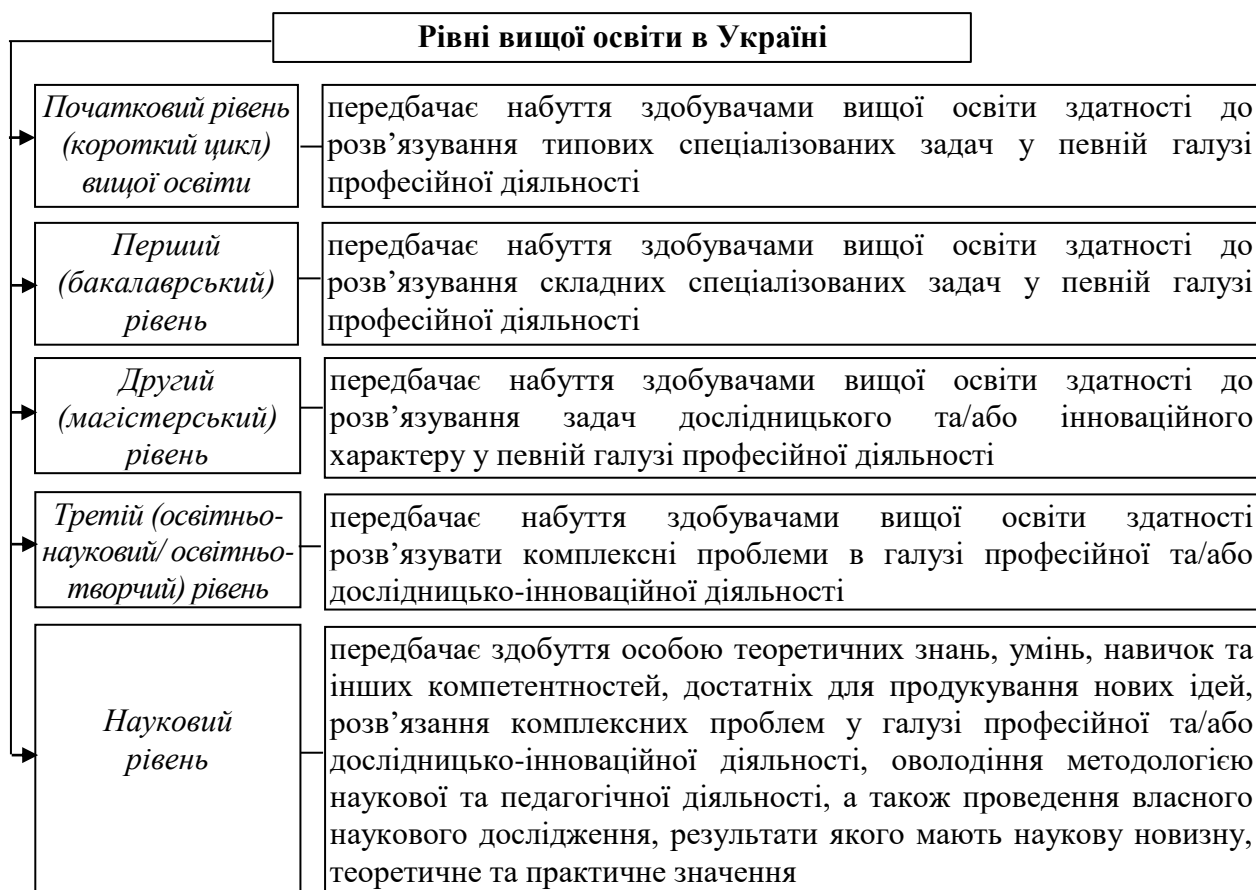 Рівні вищої освіти в Україні
Початковий рівень
(короткий цикл)
вищої освіти
передбачає набуття здобувачами вищої освіти здатності до
розв’язування типових спеціалізованих задач у певній галузі
професійної діяльності
Перший
(бакалаврський)
рівень
передбачає набуття здобувачами вищої освіти здатності до
розв’язування складних спеціалізованих задач у певній галузі
професійної діяльності
Другий
(магістерський)
рівень
передбачає набуття здобувачами вищої освіти здатності до
розв’язування задач дослідницького та/або інноваційного
характеру у певній галузі професійної діяльності
Третій (освітньо-
науковий/ освітньо-
творчий) рівень
передбачає набуття здобувачами вищої освіти здатності
розв’язувати комплексні проблеми в галузі професійної та/або
дослідницько-інноваційної діяльності
Науковий
рівень
передбачає здобуття особою теоретичних знань, умінь, навичок та
інших компетентностей, достатніх для продукування нових ідей,
розв’язання комплексних проблем у галузі професійної та/або
дослідницько-інноваційної діяльності, оволодіння методологією
наукової та педагогічної діяльності, а також проведення власного
наукового дослідження, результати якого мають наукову новизну,
теоретичне та практичне значення